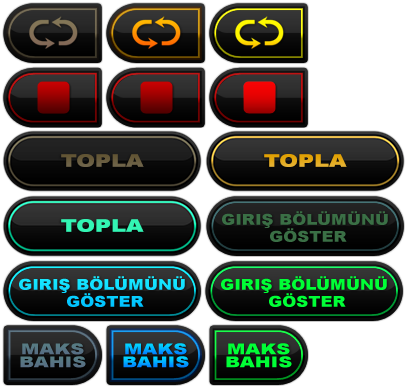 TOPLA
TOPLA
TOPLA
GIRIŞ BÖLÜMÜNÜ
GÖSTER
GIRIŞ BÖLÜMÜNÜ
GÖSTER
GIRIŞ BÖLÜMÜNÜ
GÖSTER
MAKS
BAHIS
MAKS
BAHIS
MAKS
BAHIS